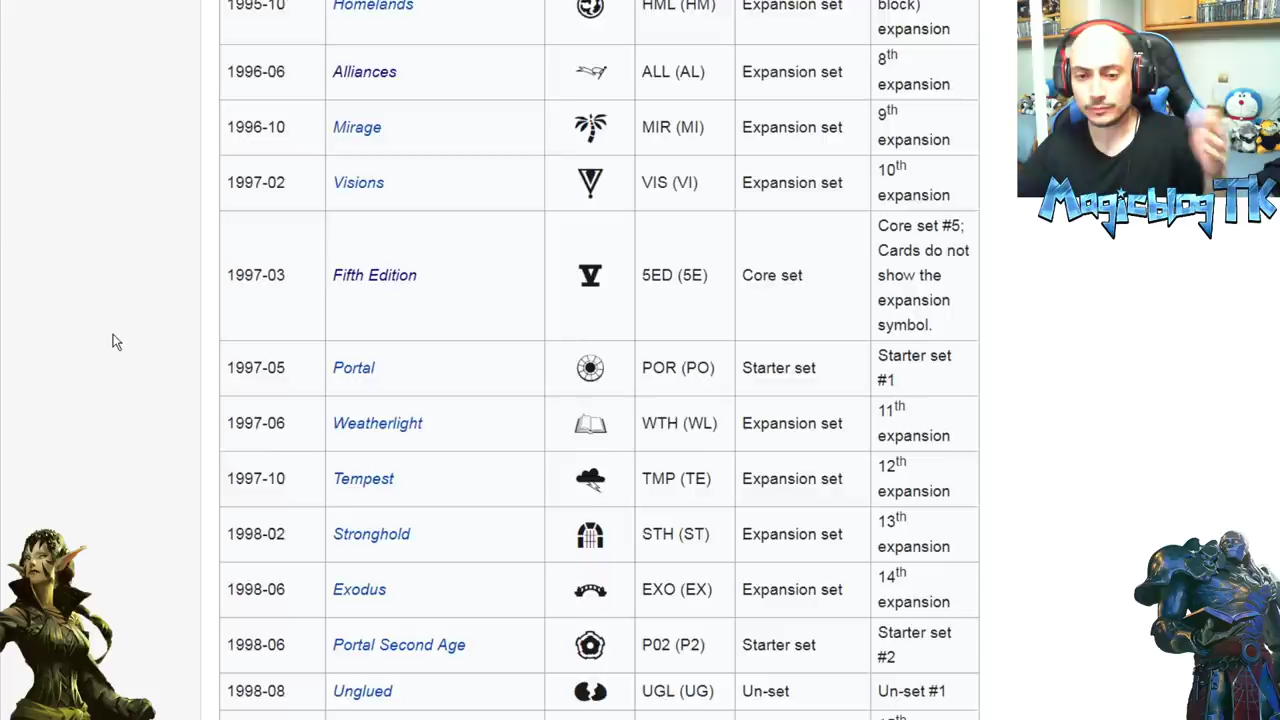 1995-10 Homelands HML (HM) Expansion set block)
expansion
1996-06 Alliances ALL (AL) Expansion set 8th
expansion
1996-10 Mirage MIR (MI) Expansion set 9th
expansion
1997-02 Visions VIS (VI) Expansion set 10th
expansion
Core set #5;
Cards do not
1997-03 Fifth Edition V 5ED (5E) Core set show the
expansion
symbol.
1997-05 Portal POR (PO) Starter set Starter set
#1
1997-06 Weatherlight WTH (WL) Expansion set 11th
expansion
1997-10 Tempest TMP (TE) Expansion set 12th
expansion
1998-02 Stronghold STH (ST) Expansion set 13th
expansion
1998-06 Exodus EXO (EX) Expansion set 14th
expansion
1998-06 Portal Second Age P02 (P2) Starter set Starter set
#2
1998-08 Unglued UGL (UG) Un-set Un-set #1
MagicblogTK